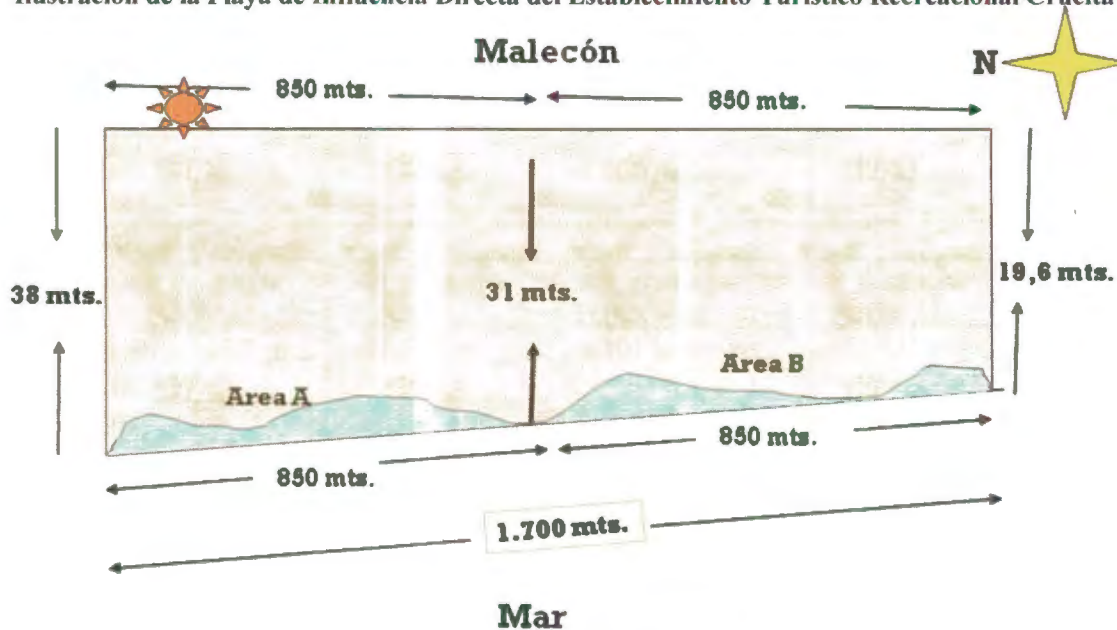 Ilustración de la Playa de Influencia Directa del Establecimiento Turístico Recreacional Crucita
Malecón
N
850 mts.
850 mts.
38 mts.
31 mts.
19,6 mts.
Area A
Area B
850 mts.
850 mts.
1.700 mts.
Mar